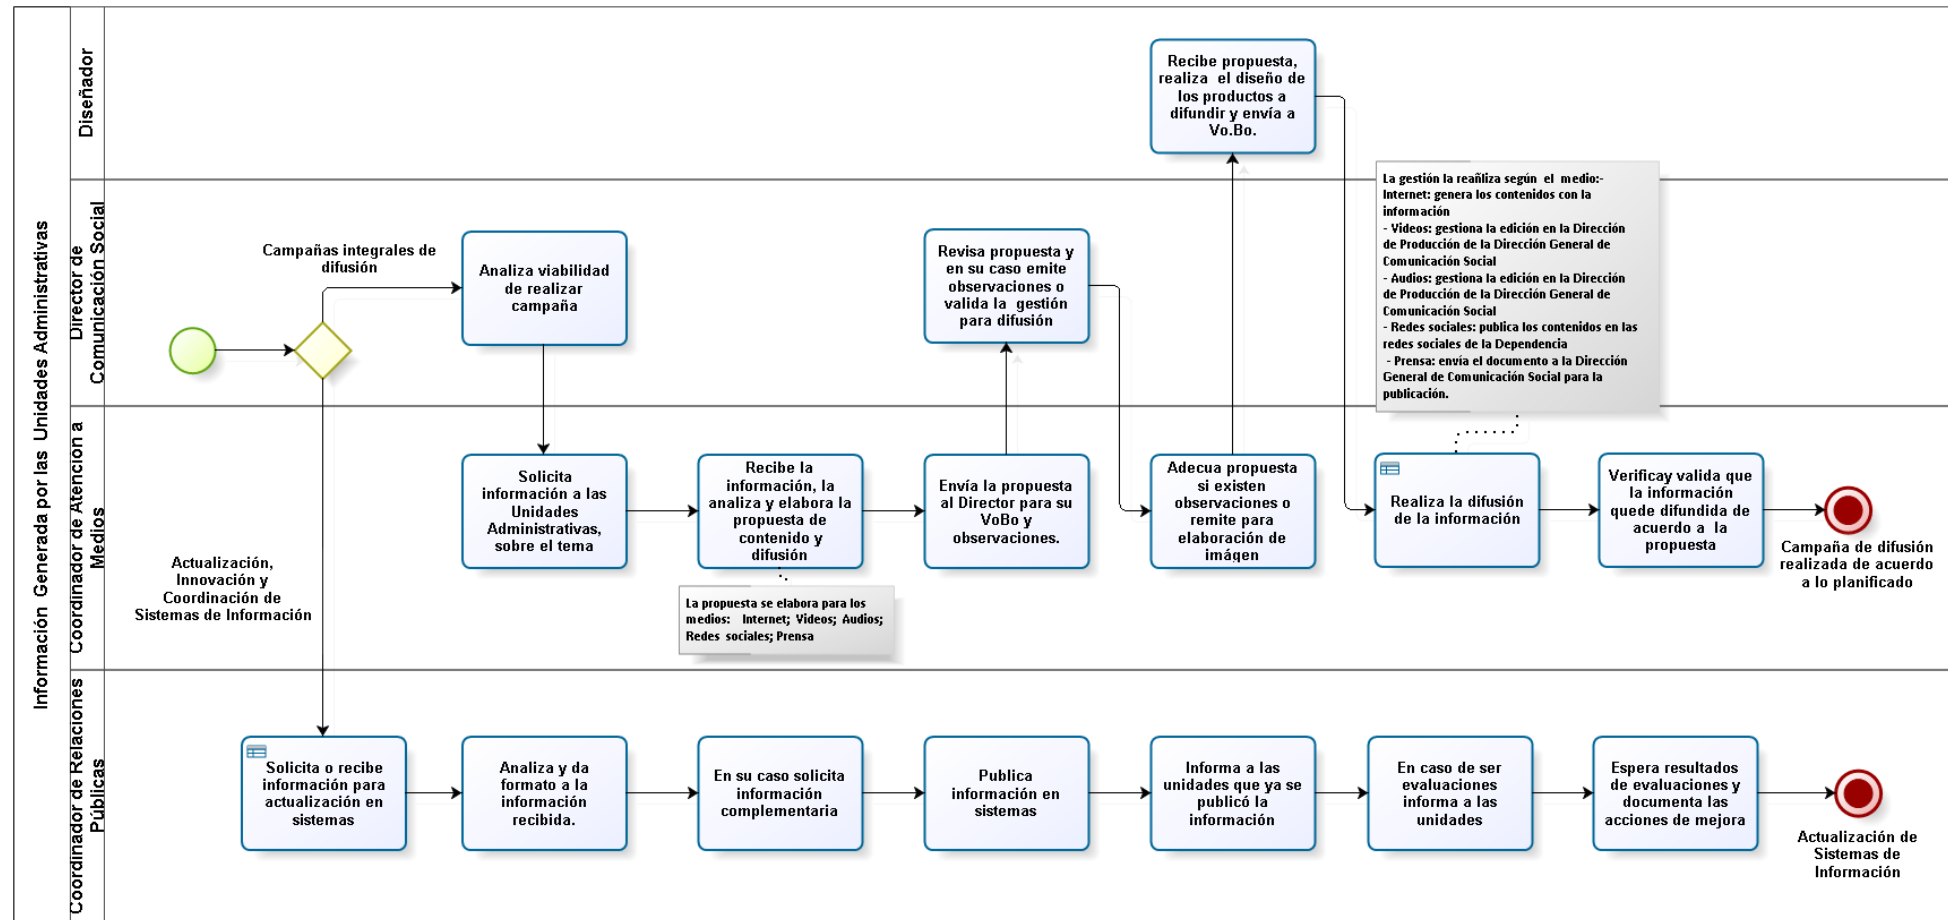 Información Generada por las Unidades Administrativas
Diseñador
Recibe propuesta,
realiza el diseño de
los productos a
difundir y envía a
Vo.Bo.
Director de
Comunicación Social
Campañas integrales de
difusión
Analiza viabilidad
de realizar
campaña
Revisa propuesta y
en su caso emite
observaciones o
valida la gestión
para difusión
La gestión la reañliza según el medio:-
Internet: genera los contenidos con la
información
- Videos: gestiona la edición en la Dirección
de Producción de la Dirección General de
Comunicación Social
- Audios: gestiona la edición en la Dirección
de Producción de la Dirección General de
Comunicación Social
- Redes sociales: publica los contenidos en las
redes sociales de la Dependencia
- Prensa: envía el documento a la Dirección
General de Comunicación Social para la
publicación.
Coordinador de Atención a
Medios
Actualización,
Innovación y
Coordinación de
Sistemas de Información
Solicita
información a las
Unidades
Administrativas,
sobre el tema
Recibe la
información, la
analiza y elabora la
propuesta de
contenido y
difusión
La propuesta se elabora para los
medios: Internet; Videos; Audios;
Redes sociales; Prensa
Envía la propuesta
al Director para su
VoBo y
observaciones.
Adecua propuesta
si existen
observaciones o
remite para
elaboración de
imágen
Realiza la difusión
de la información
Verificay valida que
la información
quede difundida de
acuerdo a la
propuesta
Campaña de difusión
realizada de acuerdo
a lo planificado
Coordinador de Relaciones
Públicas
Solicita o recibe
información para
actualización en
sistemas
Analiza y da
formato a la
información
recibida.
En su caso solicita
información
complementaria
Publica
información en
sistemas
Informa a las
unidades que ya se
publicó la
información
En caso de ser
evaluaciones
informa a las
unidades
Espera resultados
de evaluaciones y
documenta las
acciones de mejora
Actualización de
Sistemas de
Información